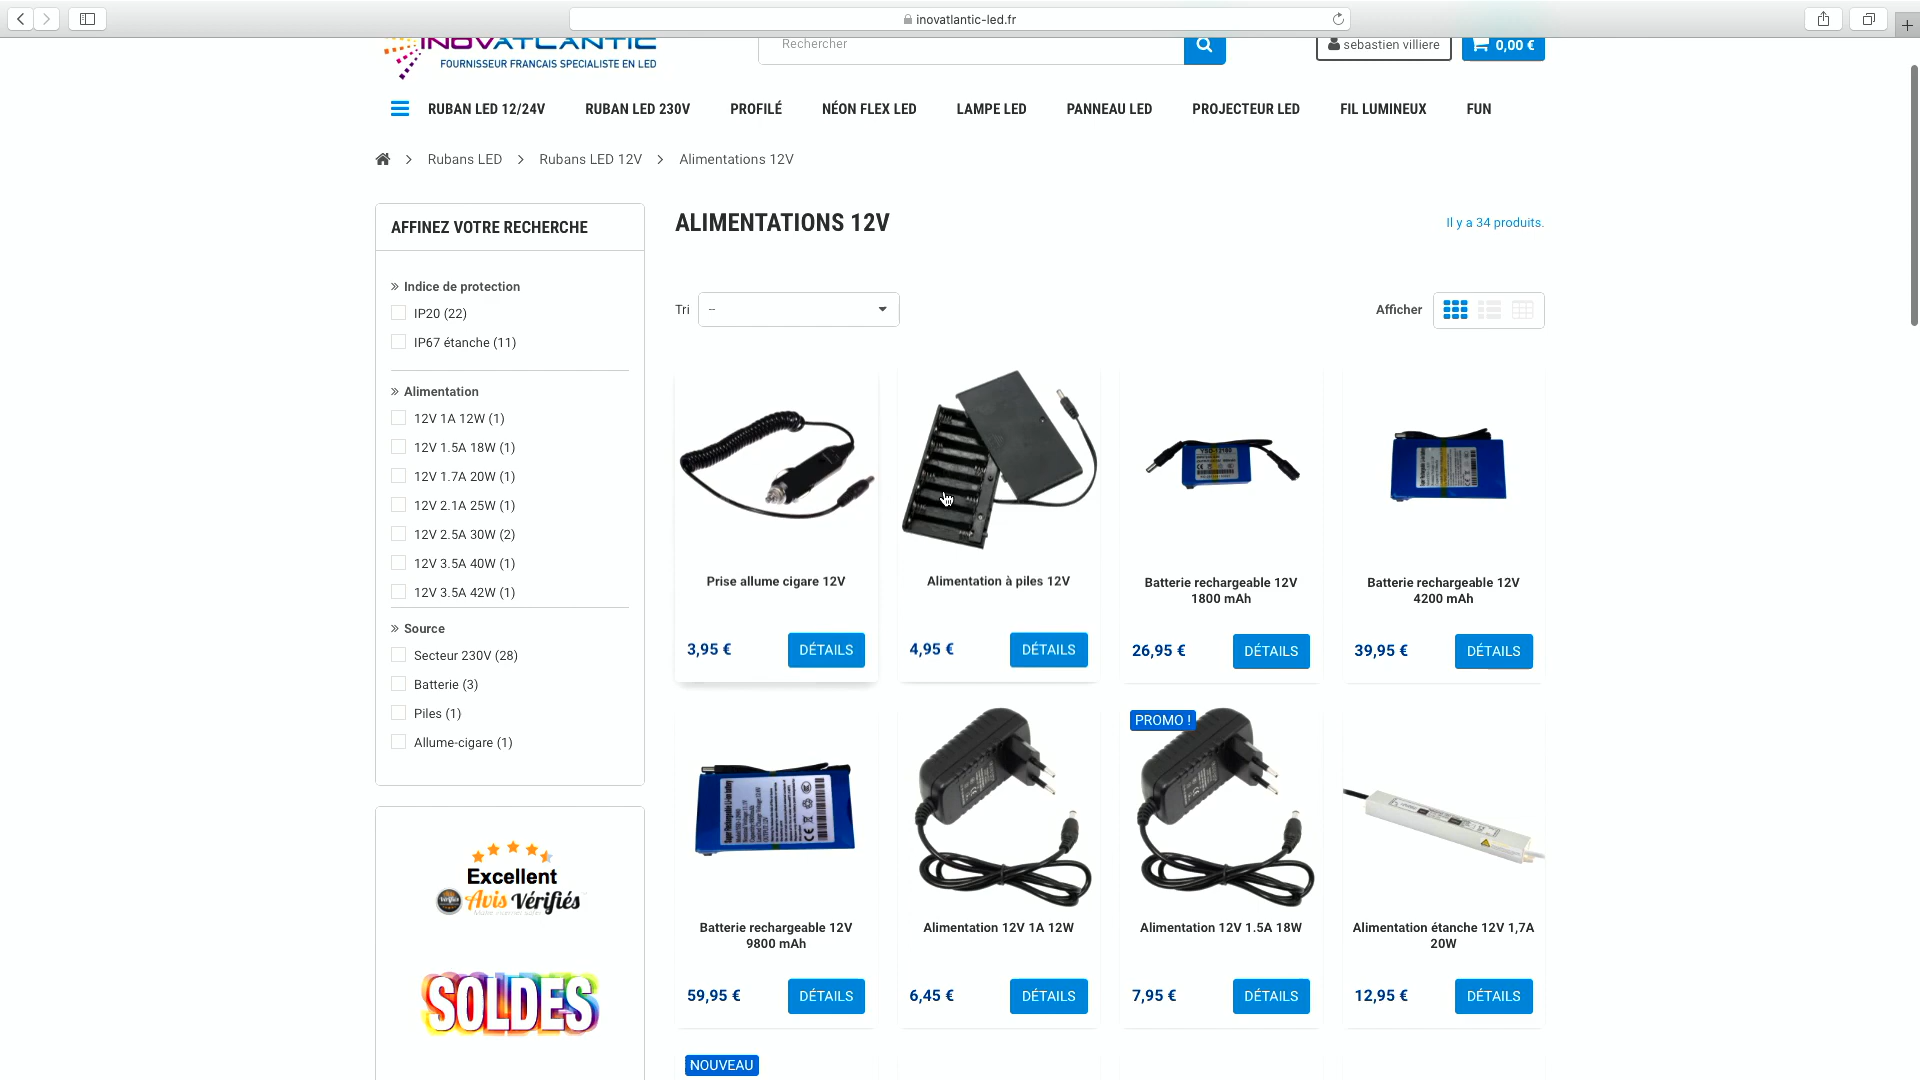 inovatlantic-led.fr
INOVATLANTIC
FOURNISSEUR FRANCAIS SPECIALISTE EN LED
Rechercher
sebastien villiere
0,00 €
RUBAN LED 12/24V
RUBAN LED 230V
PROFILÉ
NÉON FLEX LED
LAMPE LED
PANNEAU LED
PROJECTEUR LED
FIL LUMINEUX
FUN
Rubans LED
Rubans LED 12V
Alimentations 12V
AFFINEZ VOTRE RECHERCHE
Indice de protection
IP20 (22)
IP67 étanche (11)
Alimentation
12V 1A 12W (1)
12V 1.5A 18W (1)
12V 1.7A 20W (1)
12V 2.1A 25W (1)
12V 2.5A 30W (2)
12V 3.5A 40W (1)
12V 3.5A 42W (1)
Source
Secteur 230V (28)
Batterie (3)
Piles (1)
Allume-cigare (1)
Excellent
Avis Vérifiés
SOLDES
ALIMENTATIONS 12V
Il y a 34 produits.
Tri
--
Afficher
Prise allume cigare 12V
3,95 €
DÉTAILS
Alimentation à piles 12V
4,95 €
DÉTAILS
Batterie rechargeable 12V
1800 mAh
26,95 €
DÉTAILS
Batterie rechargeable 12V
4200 mAh
39,95 €
DÉTAILS
Batterie rechargeable 12V
9800 mAh
59,95 €
DÉTAILS
Alimentation 12V 1A 12W
6,45 €
DÉTAILS
PROMO !
Alimentation 12V 1.5A 18W
7,95 €
DÉTAILS
Alimentation étanche 12V 1,7A
20W
12,95 €
DÉTAILS
NOUVEAU